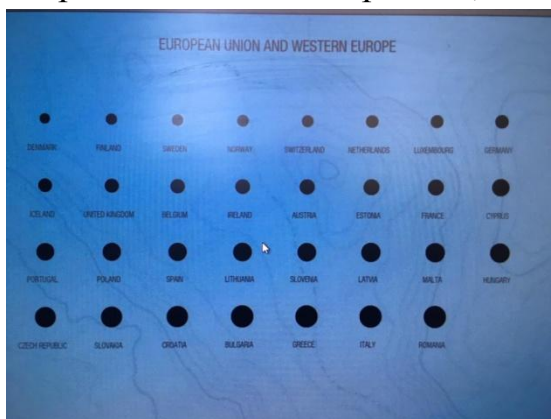 EUROPEAN UNION AND WESTERN EUROPE
DENMARK FINLAND SWEDEN NORWAY SWITZERLAND NETHERLANDS LUXEMBOURG GERMANY
ICELAND UNITED KINGDOM BELGIUM IRELAND AUSTRIA ESTONIA FRANCE CYPRUS
PORTUGAL POLAND SPAIN LITHUANIA SLOVENIA LATVIA MALTA HUNGARY
CZECH REPUBLIC SLOVAKIA CROATIA BULGARIA GREECE ITALY ROMANIA